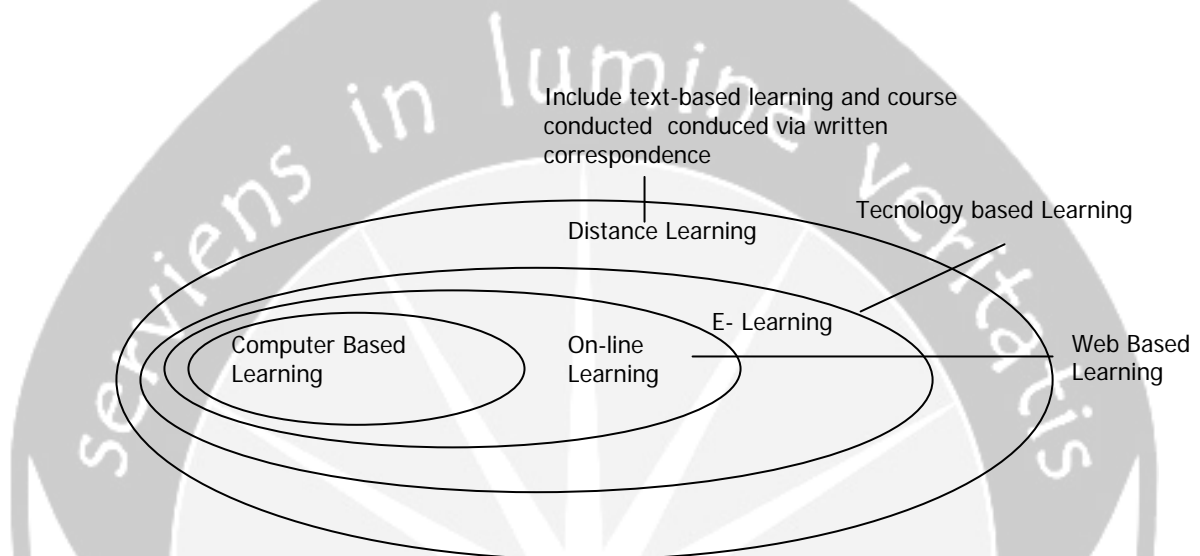 serviens in lumine veritatis
Include text-based learning and course
conducted conduced via written
correspondence
Tecnology based Learning
Distance Learning
E- Learning
Computer Based
Learning
On-line
Learning
Web Based
Learning